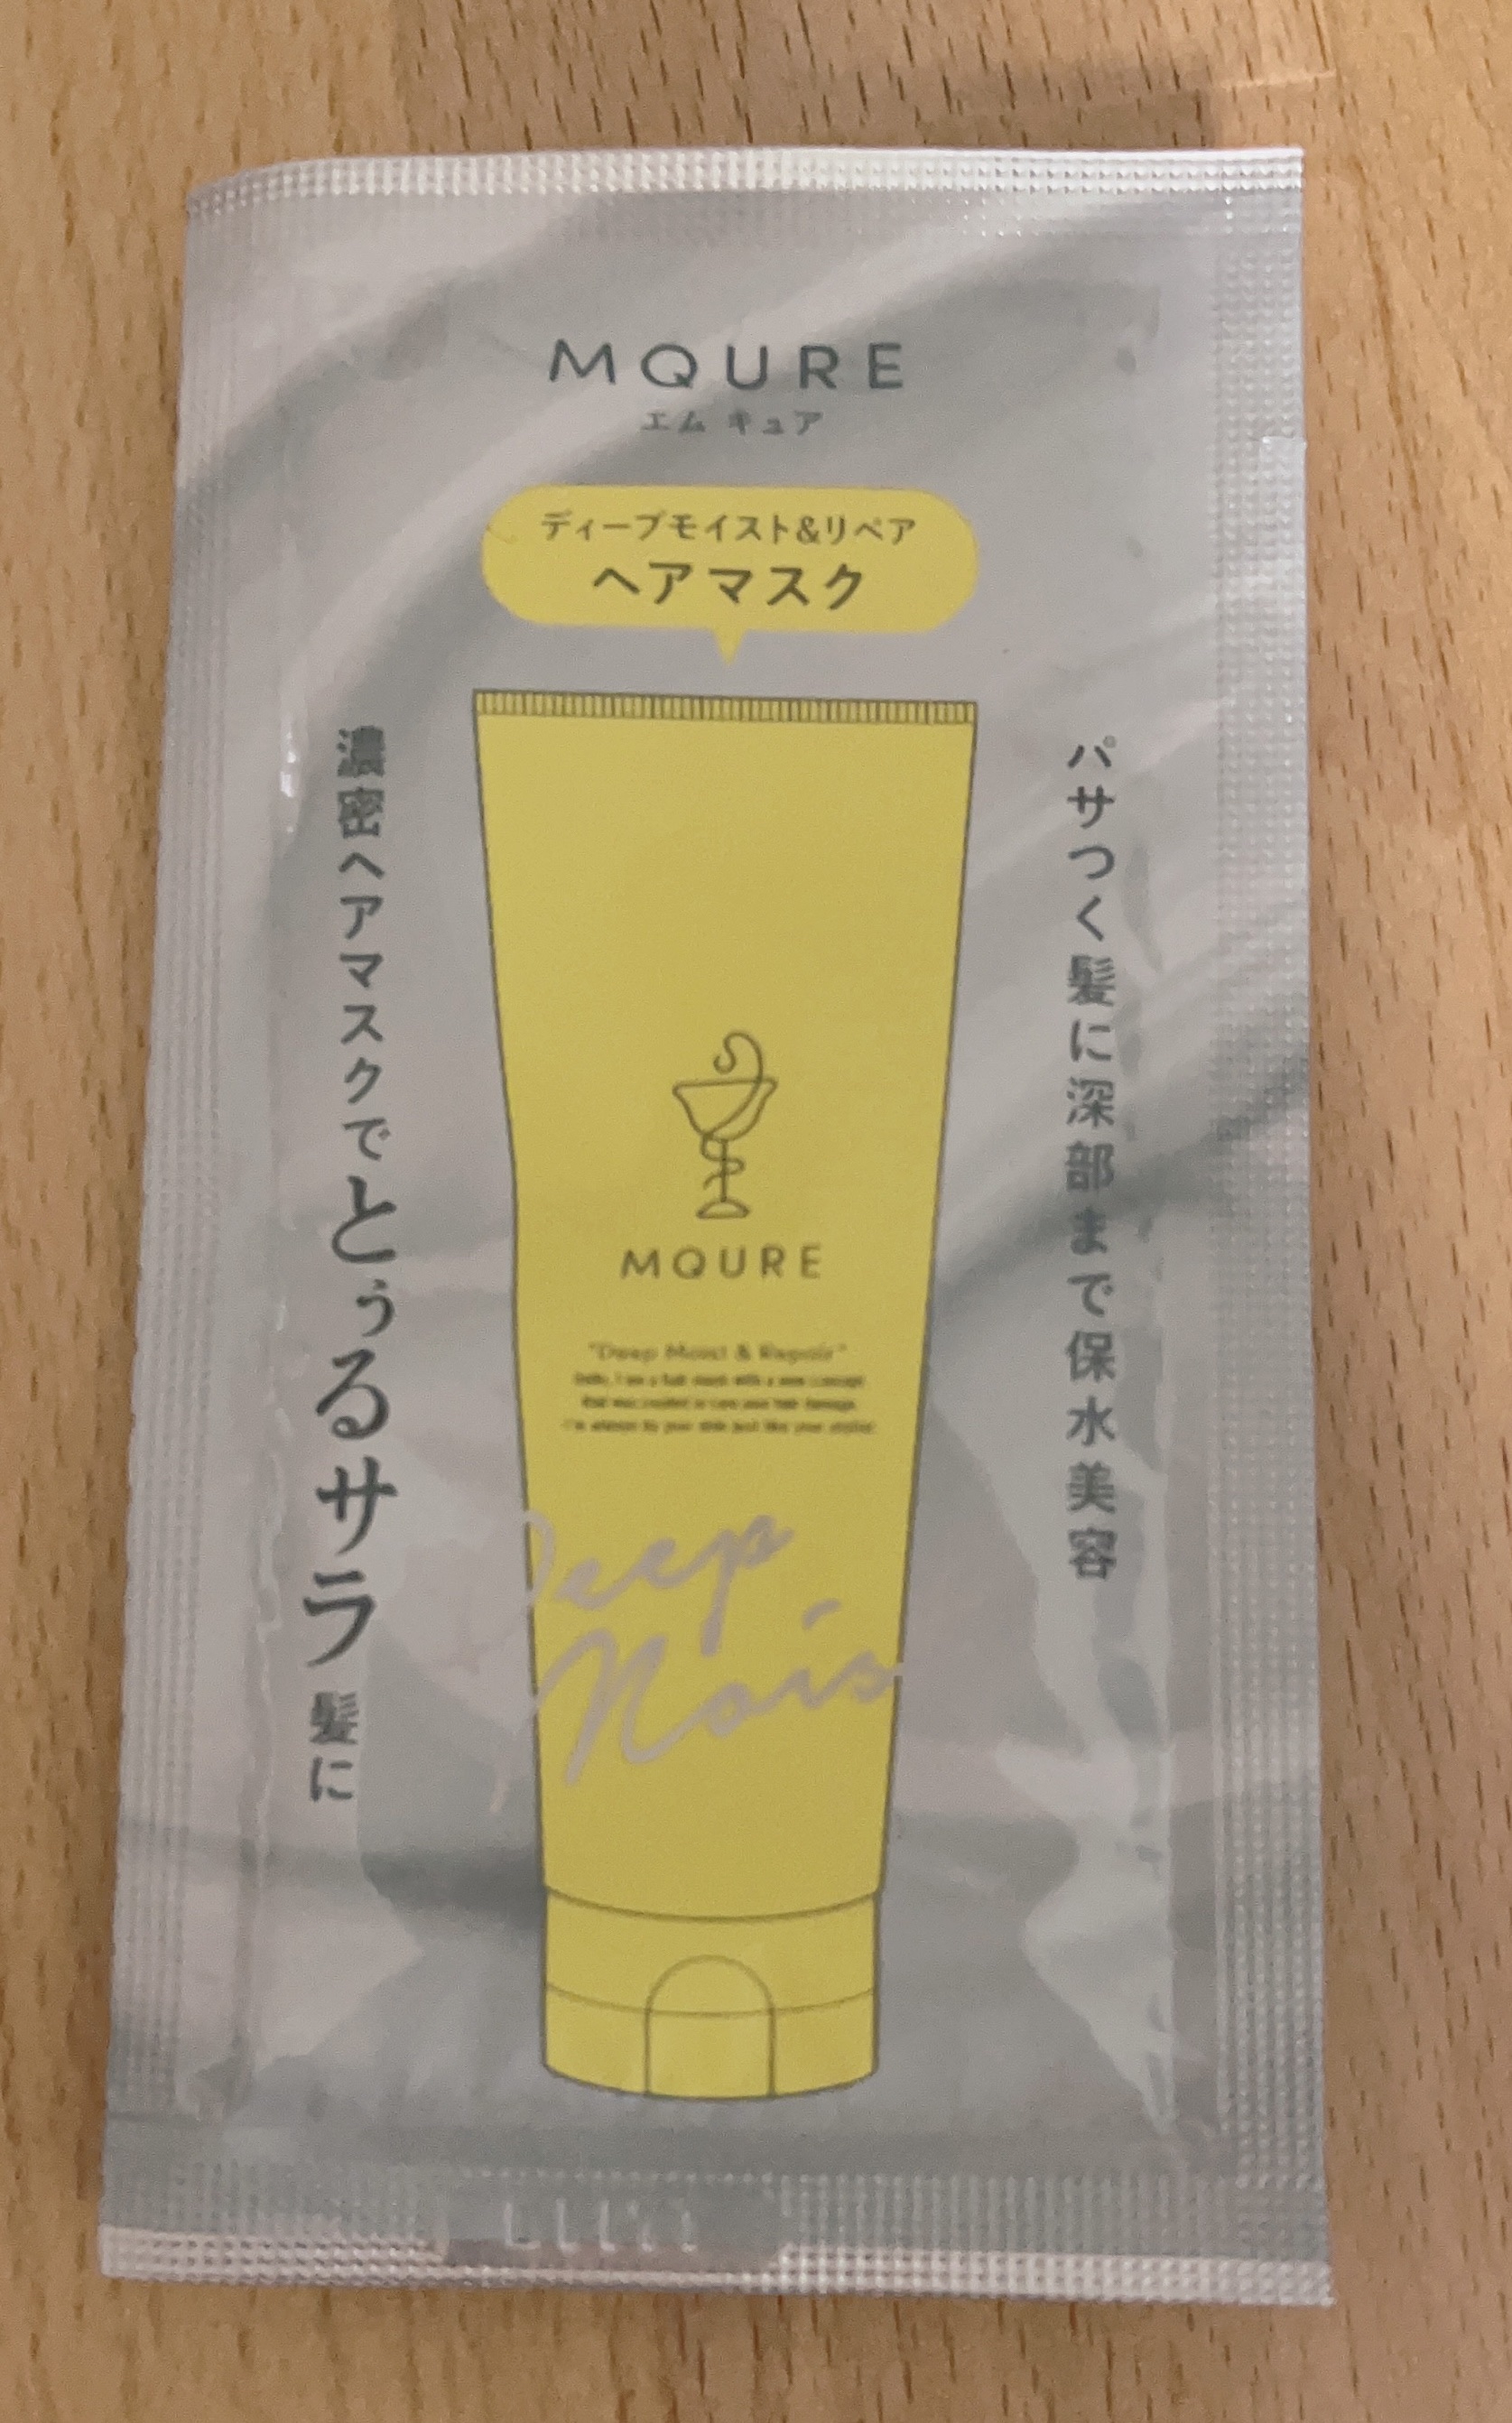 MQURE
エム キュア
ディープモイスト&リペア
ヘアマスク
パサつく髪に深部まで保水美容
濃密ヘアマスクでとぅるサラ髪に
MQURE
"Deep Moist & Repair"
Deep
Mois